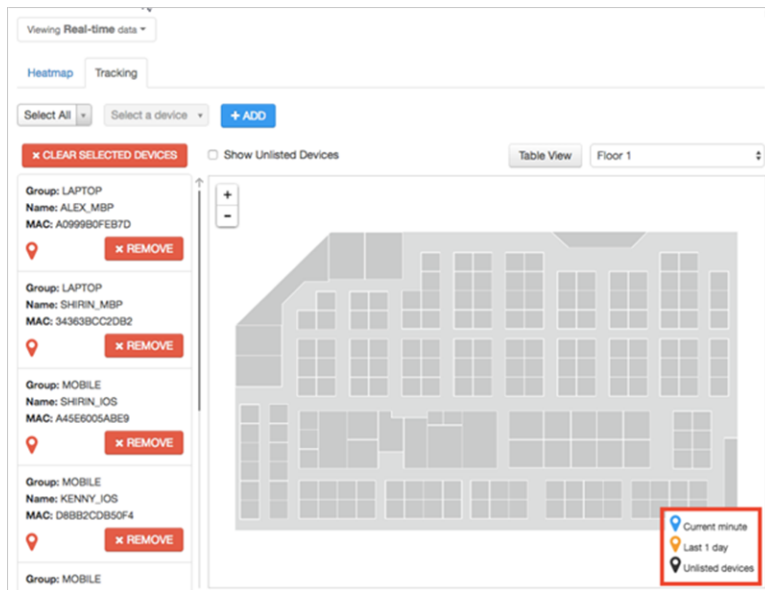 Viewing Real-time data
Heatmap Tracking
Select All Select a device + ADD
× CLEAR SELECTED DEVICES Show Unlisted Devices Table View Floor 1
Group: LAPTOP
Name: ALEX_MBP
MAC: A0999B0FEB7D
× REMOVE
Group: LAPTOP
Name: SHIRIN_MBP
MAC: 34363BCC2DB2
× REMOVE
Group: MOBILE
Name: SHIRIN_IOS
MAC: A45E6005ABE9
× REMOVE
Group: MOBILE
Name: KENNY_IOS
MAC: D8BB2CDB50F4
× REMOVE
Group: MOBILE
+
-
Current minute
Last 1 day
Unlisted devices